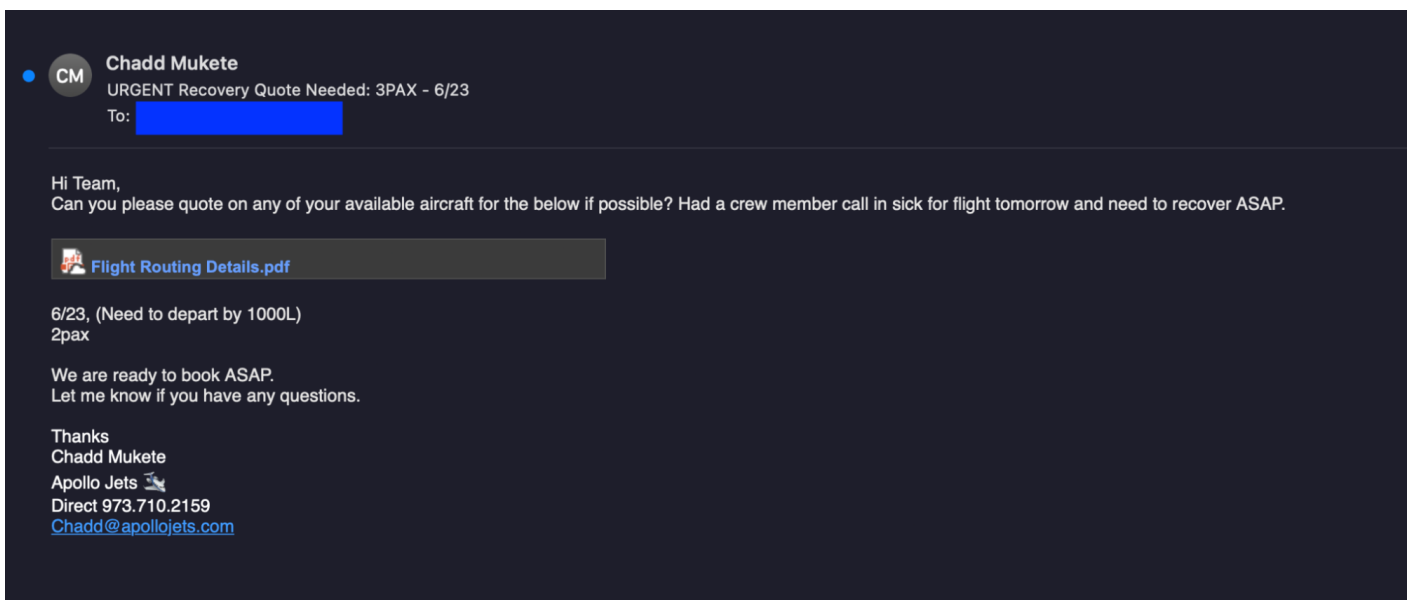 CM
Chadd Mukete
URGENT Recovery Quote Needed: 3PAX - 6/23
To:
Hi Team,
Can you please quote on any of your available aircraft for the below if possible? Had a crew member call in sick for flight tomorrow and need to recover ASAP.
pdf
Flight Routing Details.pdf
6/23, (Need to depart by 1000L)
2pax
We are ready to book ASAP.
Let me know if you have any questions.
Thanks
Chadd Mukete
Apollo Jets
Direct 973.710.2159
Chadd@apollojets.com